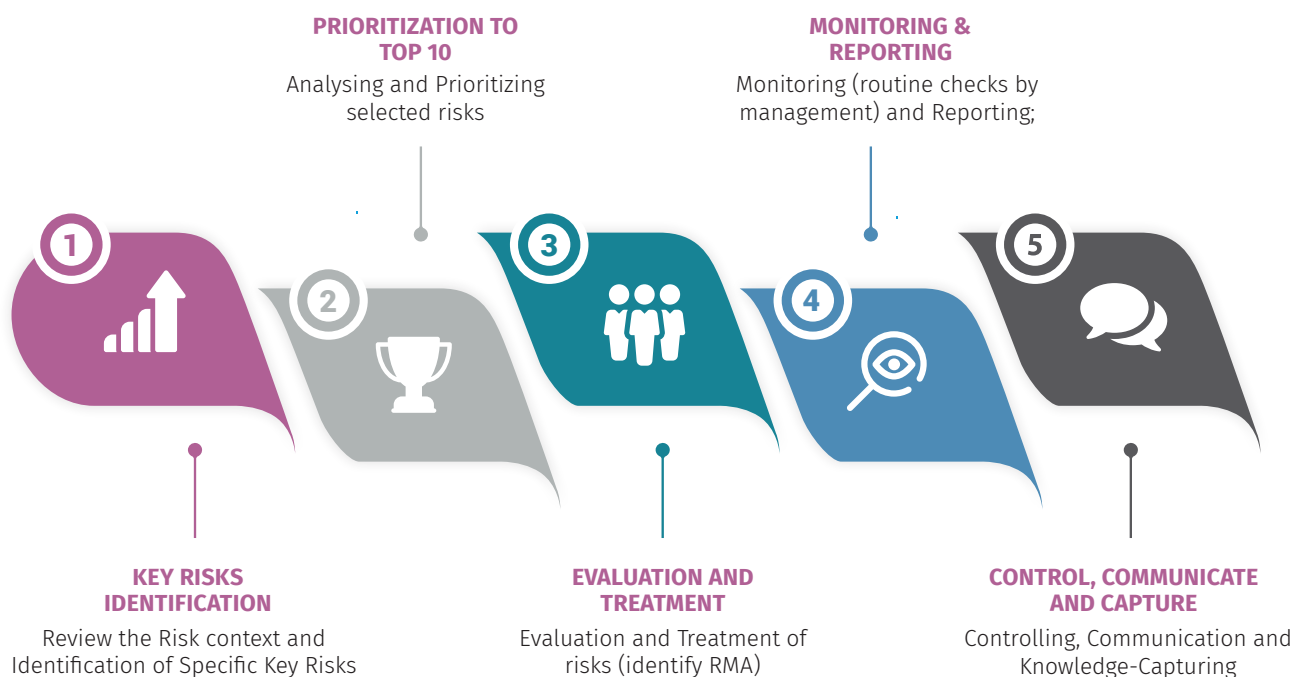 PRIORITIZATION TO
TOP 10
Analysing and Prioritizing
selected risks
MONITORING &
REPORTING
Monitoring (routine checks by
management) and Reporting;
1
2
3
4
5
KEY RISKS
IDENTIFICATION
Review the Risk context and
Identification of Specific Key Risks
EVALUATION AND
TREATMENT
Evaluation and Treatment of
risks (identify RMA)
CONTROL, COMMUNICATE
AND CAPTURE
Controlling, Communication and
Knowledge-Capturing